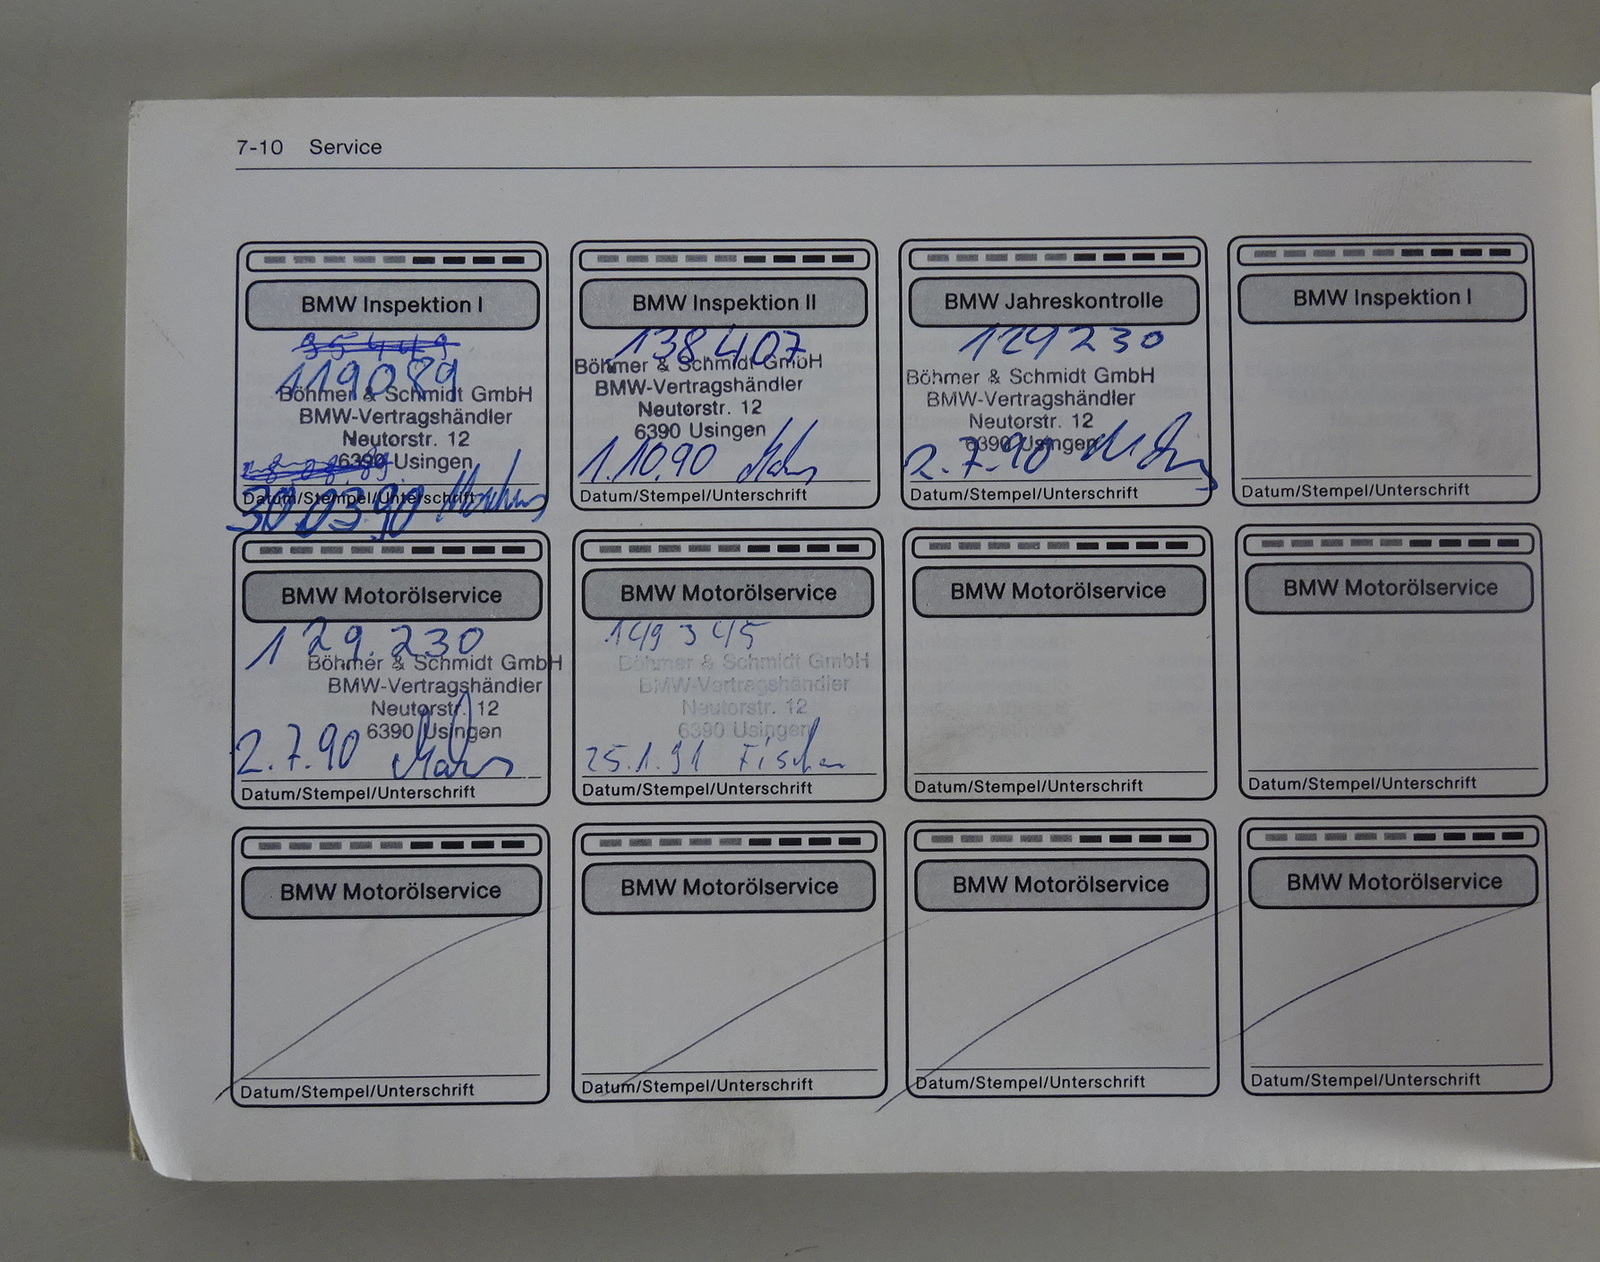 7-10 Service
BMW Inspektion I
95449
119089
Böhmer & Schmidt GmbH
BMW-Vertragshändler
Neutorstr. 12
6390 Usingen
Datum/Stempel/Unterschrift
30.03.90
BMW Inspektion II
138407
Böhmer & Schmidt GmbH
BMW-Vertragshändler
Neutorstr. 12
6390 Usingen
1.10.90
Datum/Stempel/Unterschrift
BMW Jahreskontrolle
129230
Böhmer & Schmidt GmbH
BMW-Vertragshändler
Neutorstr. 12
6390 Usingen
2.7.90
Datum/Stempel/Unterschrift
BMW Inspektion I
Datum/Stempel/Unterschrift
BMW Motorölservice
129.230
Böhmer & Schmidt GmbH
BMW-Vertragshändler
Neutorstr. 12
6390 Usingen
2.7.90
Datum/Stempel/Unterschrift
BMW Motorölservice
149345
Böhmer & Schmidt GmbH
BMW-Vertragshändler
Neutorstr. 12
6390 Usingen
25.1.91 Fischer
Datum/Stempel/Unterschrift
BMW Motorölservice
Datum/Stempel/Unterschrift
BMW Motorölservice
Datum/Stempel/Unterschrift
BMW Motorölservice
Datum/Stempel/Unterschrift
BMW Motorölservice
Datum/Stempel/Unterschrift
BMW Motorölservice
Datum/Stempel/Unterschrift
BMW Motorölservice
Datum/Stempel/Unterschrift